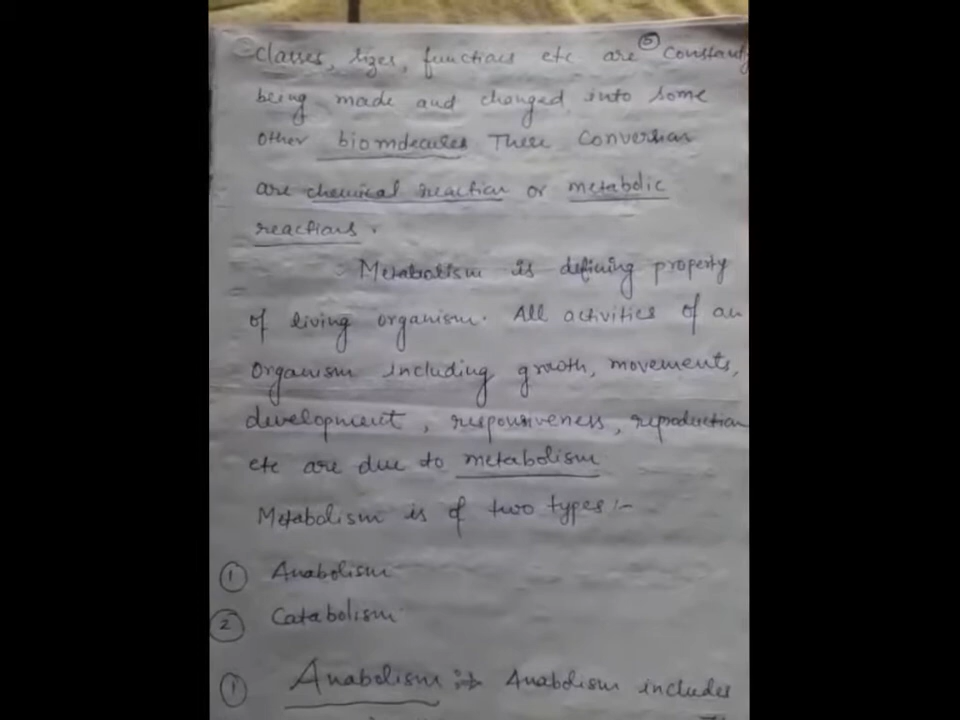 classes, sizes, functions etc are constantly
5
being made and changed into some
other biomolecules These conversion
are chemical reaction or metabolic
reactions.
Metabolism is defining property
of living organism. All activities of an
organism including growth, movements,
development, responsiveness, reproduction
etc are due to metabolism
Metabolism is of two types :-
① Anabolism
② Catabolism
① Anabolism :→ Anabolism includes